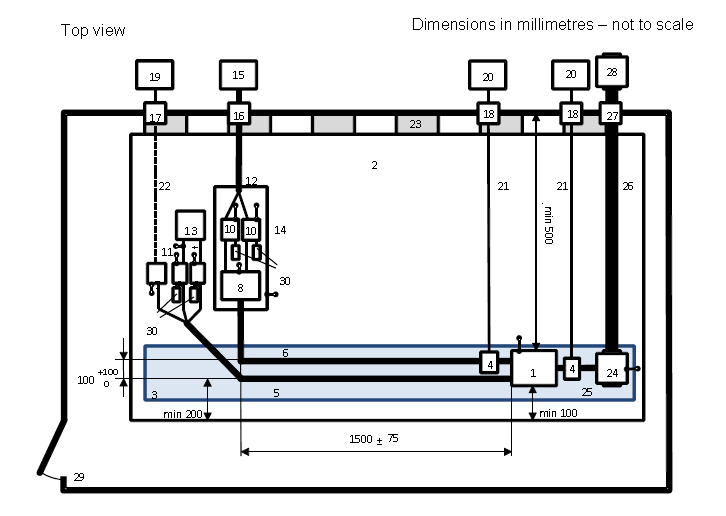 Top view
Dimensions in millimetres – not to scale
19 15 20 20 28
17 16 18 18 27
23
2
22 12 21 21 26
min 500
13 10 10 14
11
+
8 30
30
6
4 1 4 24
100 +100 0
3 5 25
min 200 min 100
1500 ± 75
29